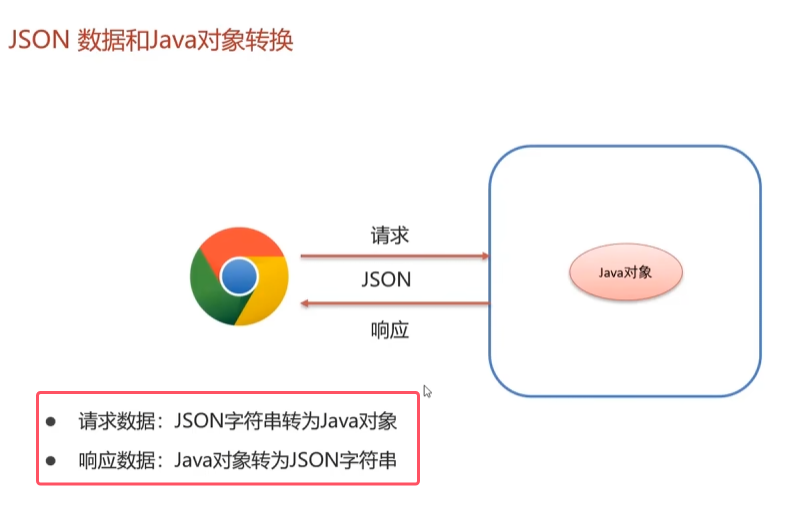 JSON 数据和Java对象转换
请求
JSON
响应
Java对象
● 请求数据：JSON字符串转为Java对象
● 响应数据：Java对象转为JSON字符串